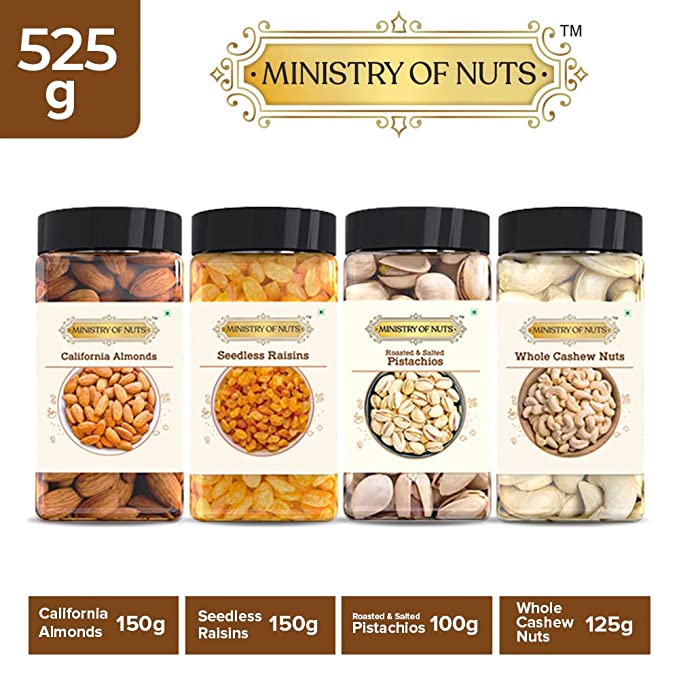 525
g
MINISTRY OF NUTS
TM
MINISTRY OF NUTS
California Almonds
MINISTRY OF NUTS
Seedless Raisins
MINISTRY OF NUTS
Roasted & Salted
Pistachios
MINISTRY OF NUTS
TM
Whole Cashew Nuts
California
Almonds
150g
Seedless
Raisins
150g
Roasted & Salted
Pistachios
100g
Whole
Cashew
Nuts
125g